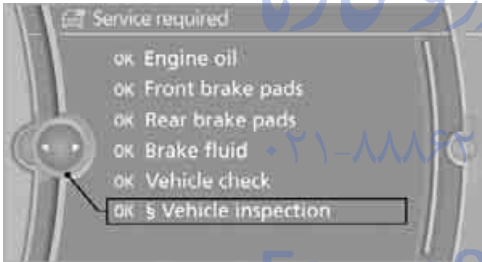 Service required
OK Engine oil
OK Front brake pads
OK Rear brake pads
OK Brake fluid
OK Vehicle check
OK § Vehicle inspection